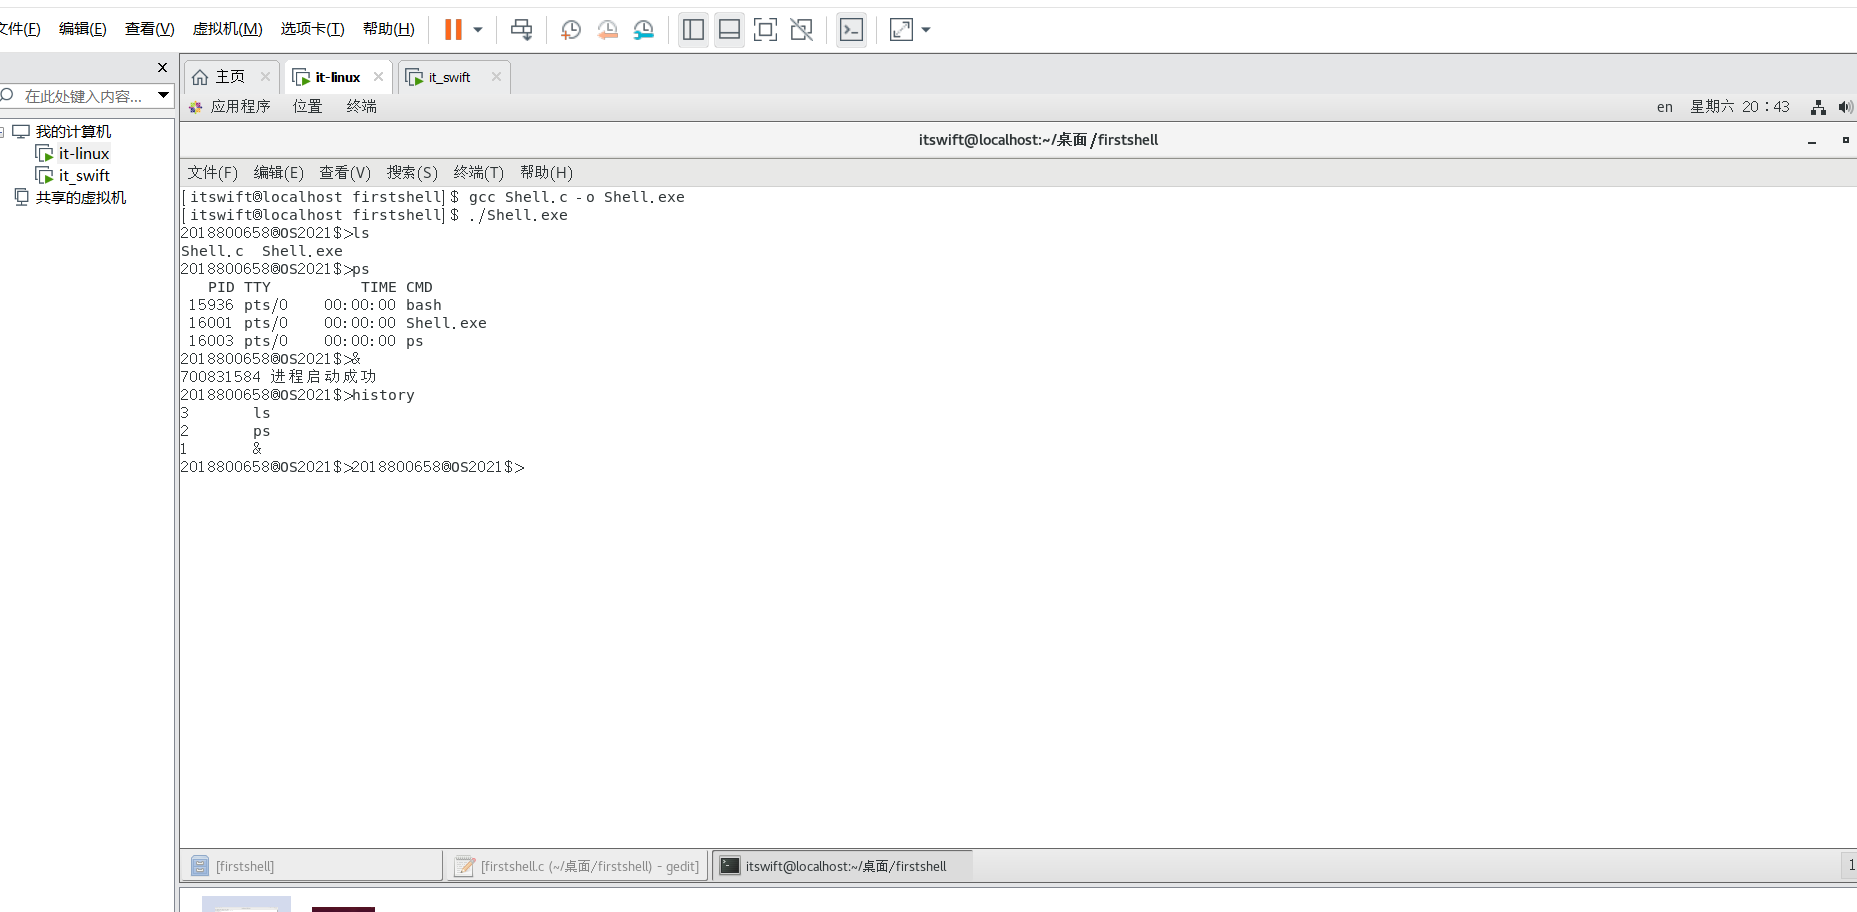 文件(F) 编辑(E) 查看(V) 虚拟机(M) 选项卡(T) 帮助(H)
主页 it-linux it_swift
在此处键入内容...
应用程序 位置 终端 en 星期六 20：43
我的计算机
it-linux
it_swift
共享的虚拟机
itswift@localhost:~/桌面/firstshell
文件(F) 编辑(E) 查看(V) 搜索(S) 终端(T) 帮助(H)
[itswift@localhost firstshell]$ gcc Shell.c -o Shell.exe
[itswift@localhost firstshell]$ ./Shell.exe
2018800658@OS2021$>ls
Shell.c  Shell.exe
2018800658@OS2021$>ps
   PID TTY          TIME CMD
 15936 pts/0    00:00:00 bash
 16001 pts/0    00:00:00 Shell.exe
 16003 pts/0    00:00:00 ps
2018800658@OS2021$>&
700831584 进程启动成功
2018800658@OS2021$>history
3       ls
2       ps
1       &
2018800658@OS2021$>2018800658@OS2021$>
[firstshell] [firstshell.c (~/桌面/firstshell) - gedit] itswift@localhost:~/桌面/firstshell 1